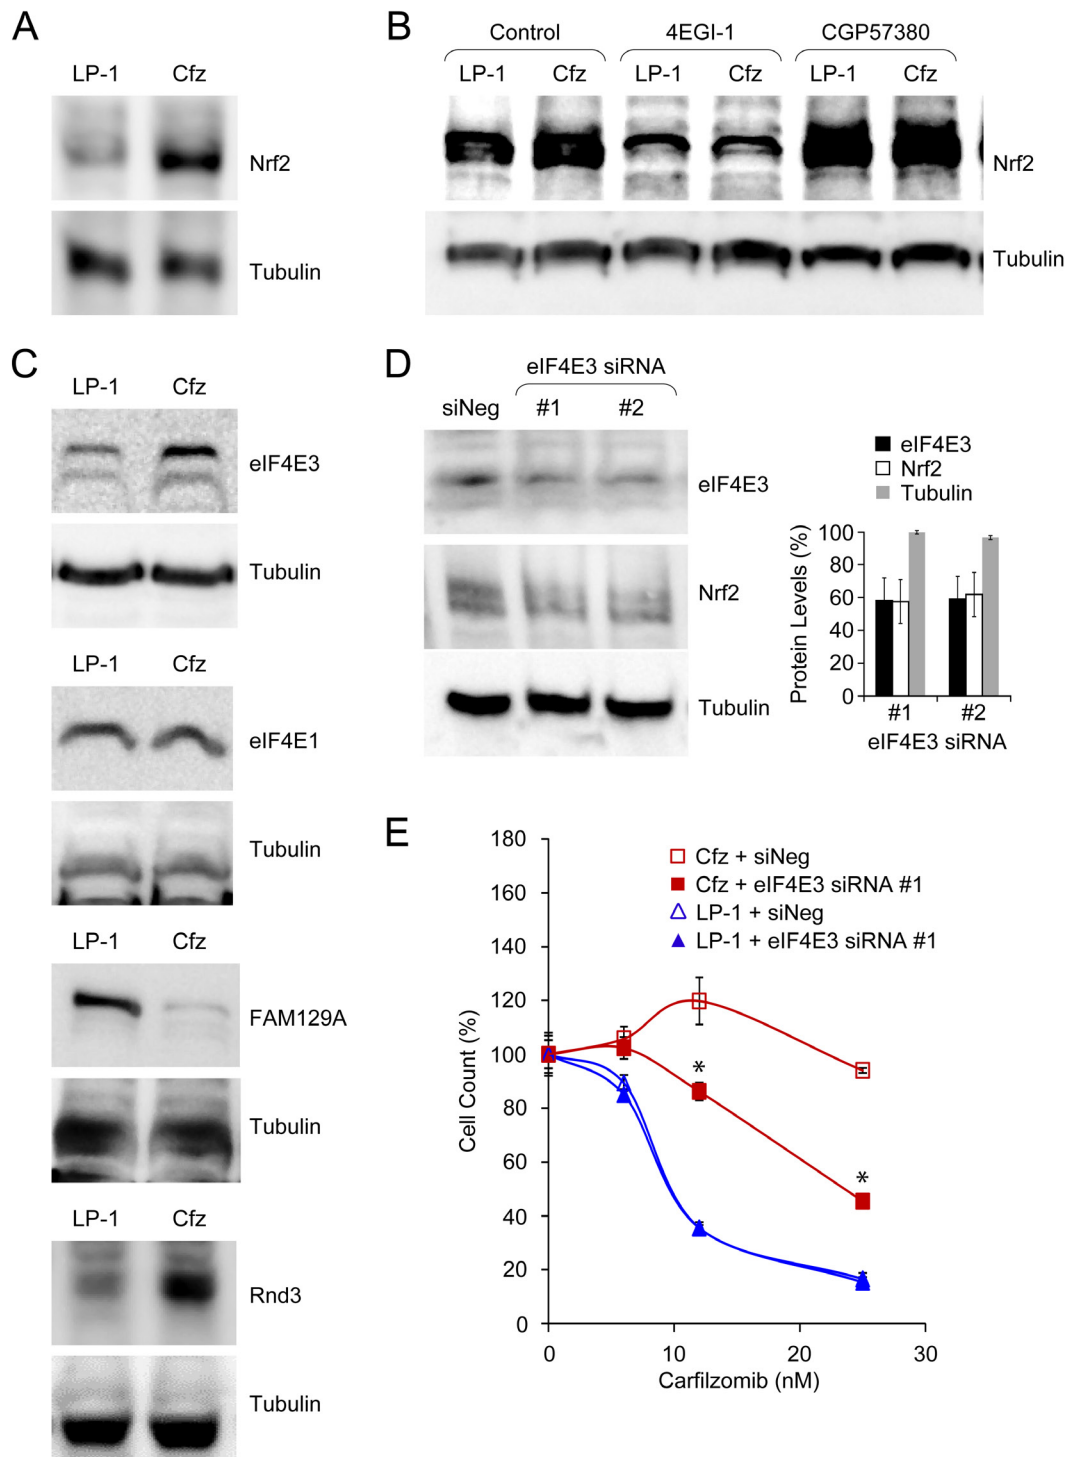 A
LP-1 Cfz
Nrf2
Tubulin
B
Control 4EGI-1 CGP57380
LP-1 Cfz LP-1 Cfz LP-1 Cfz
Nrf2
Tubulin
C
LP-1 Cfz
eIF4E3
Tubulin
LP-1 Cfz
eIF4E1
Tubulin
LP-1 Cfz
FAM129A
Tubulin
LP-1 Cfz
Rnd3
Tubulin
D
eIF4E3 siRNA
siNeg #1 #2
eIF4E3
Nrf2
Tubulin
eIF4E3
Nrf2
Tubulin
Protein Levels (%)
100
80
60
40
20
0
#1 #2
eIF4E3 siRNA
E
Cfz + siNeg
Cfz + eIF4E3 siRNA #1
LP-1 + siNeg
LP-1 + eIF4E3 siRNA #1
Cell Count (%)
180
160
140
120
100
80
60
40
20
0
*
*
0 10 20 30
Carfilzomib (nM)